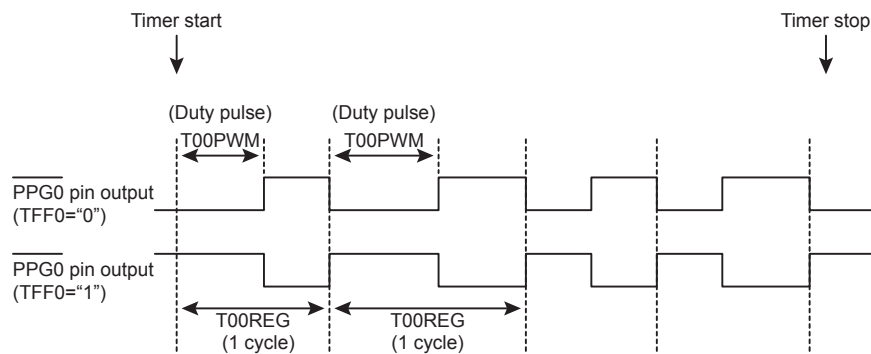 Timer start
Timer stop
(Duty pulse)
T00PWM
(Duty pulse)
T00PWM
PPG0 pin output
(TFF0=“0”)
PPG0 pin output
(TFF0=“1”)
T00REG
(1 cycle)
T00REG
(1 cycle)